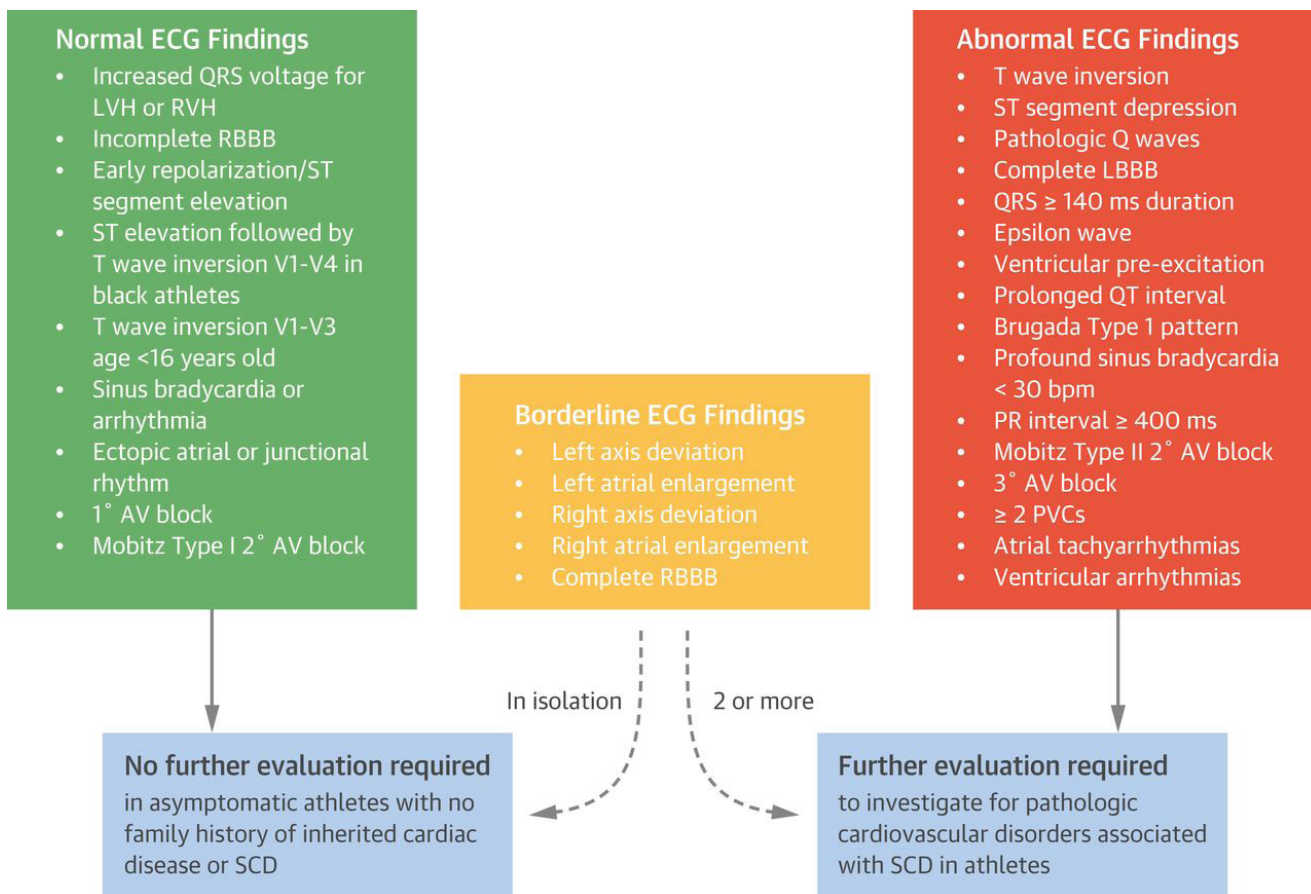 Normal ECG Findings
• Increased QRS voltage for
LVH or RVH
• Incomplete RBBB
• Early repolarization/ST
segment elevation
• ST elevation followed by
T wave inversion V1-V4 in
black athletes
• T wave inversion V1-V3
age <16 years old
• Sinus bradycardia or
arrhythmia
• Ectopic atrial or junctional
rhythm
• 1˚ AV block
• Mobitz Type I 2˚ AV block
Borderline ECG Findings
• Left axis deviation
• Left atrial enlargement
• Right axis deviation
• Right atrial enlargement
• Complete RBBB
Abnormal ECG Findings
• T wave inversion
• ST segment depression
• Pathologic Q waves
• Complete LBBB
• QRS ≥ 140 ms duration
• Epsilon wave
• Ventricular pre-excitation
• Prolonged QT interval
• Brugada Type 1 pattern
• Profound sinus bradycardia
< 30 bpm
• PR interval ≥ 400 ms
• Mobitz Type II 2˚ AV block
• 3˚ AV block
• ≥ 2 PVCs
• Atrial tachyarrhythmias
• Ventricular arrhythmias
In isolation
2 or more
No further evaluation required
in asymptomatic athletes with no
family history of inherited cardiac
disease or SCD
Further evaluation required
to investigate for pathologic
cardiovascular disorders associated
with SCD in athletes